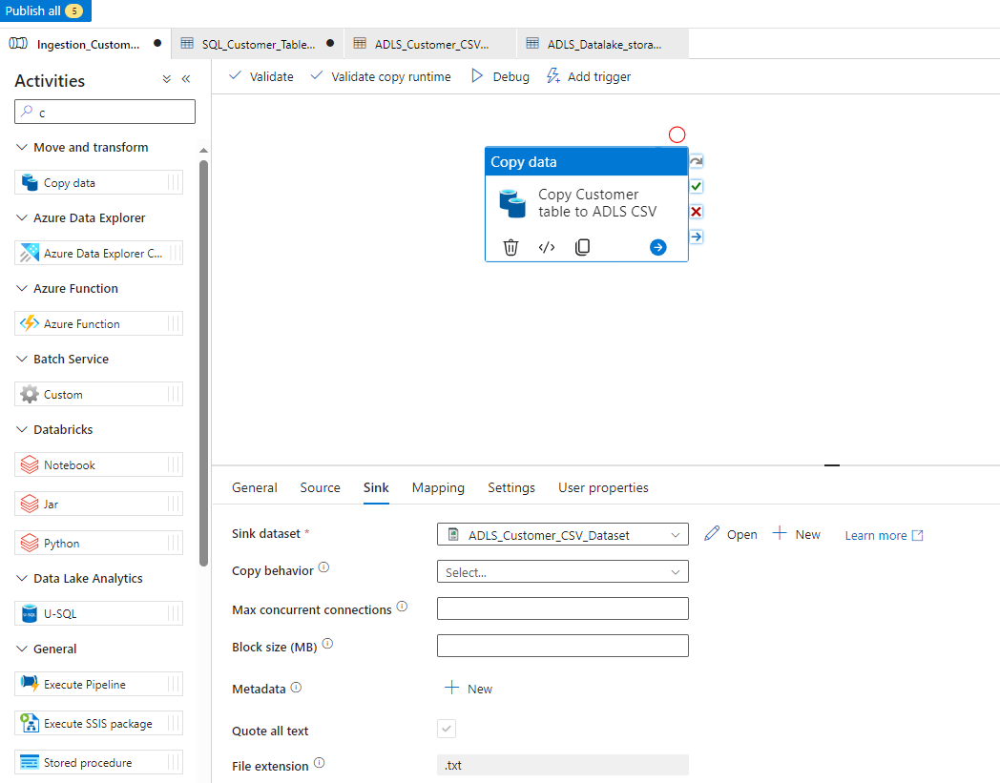 Publish all 5
Ingestion_Custom...
SQL_Customer_Table...
ADLS_Customer_CSV...
ADLS_Datalake_stora...
Activities
c
Move and transform
Copy data
Azure Data Explorer
Azure Data Explorer C...
Azure Function
Azure Function
Batch Service
Custom
Databricks
Notebook
Jar
Python
Data Lake Analytics
U-SQL
General
Execute Pipeline
Execute SSIS package
Stored procedure
Validate
Validate copy runtime
Debug
Add trigger
Copy data
Copy Customer
table to ADLS CSV
General
Source
Sink
Mapping
Settings
User properties
Sink dataset *
ADLS_Customer_CSV_Dataset
Open
New
Learn more
Copy behavior
Select...
Max concurrent connections
Block size (MB)
Metadata
New
Quote all text
File extension
.txt